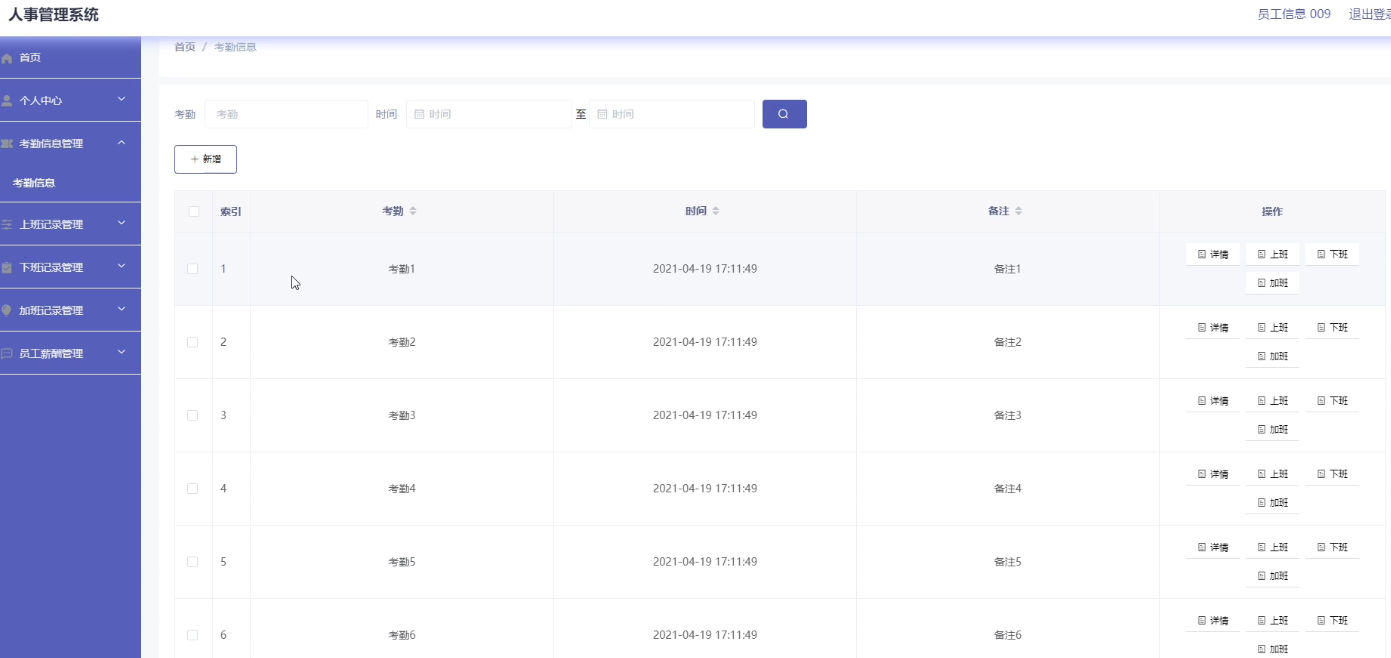 人事管理系统
员工信息 009 退出登录
首页
个人中心
考勤信息管理
考勤信息
上班记录管理
下班记录管理
加班记录管理
员工薪酬管理
首页 / 考勤信息
考勤 考勤 时间 时间 至 时间
+ 新增
索引 考勤 时间 备注 操作
1 考勤1 2021-04-19 17:11:49 备注1 详情 上班 下班
加班
2 考勤2 2021-04-19 17:11:49 备注2 详情 上班 下班
加班
3 考勤3 2021-04-19 17:11:49 备注3 详情 上班 下班
加班
4 考勤4 2021-04-19 17:11:49 备注4 详情 上班 下班
加班
5 考勤5 2021-04-19 17:11:49 备注5 详情 上班 下班
加班
6 考勤6 2021-04-19 17:11:49 备注6 详情 上班 下班
加班